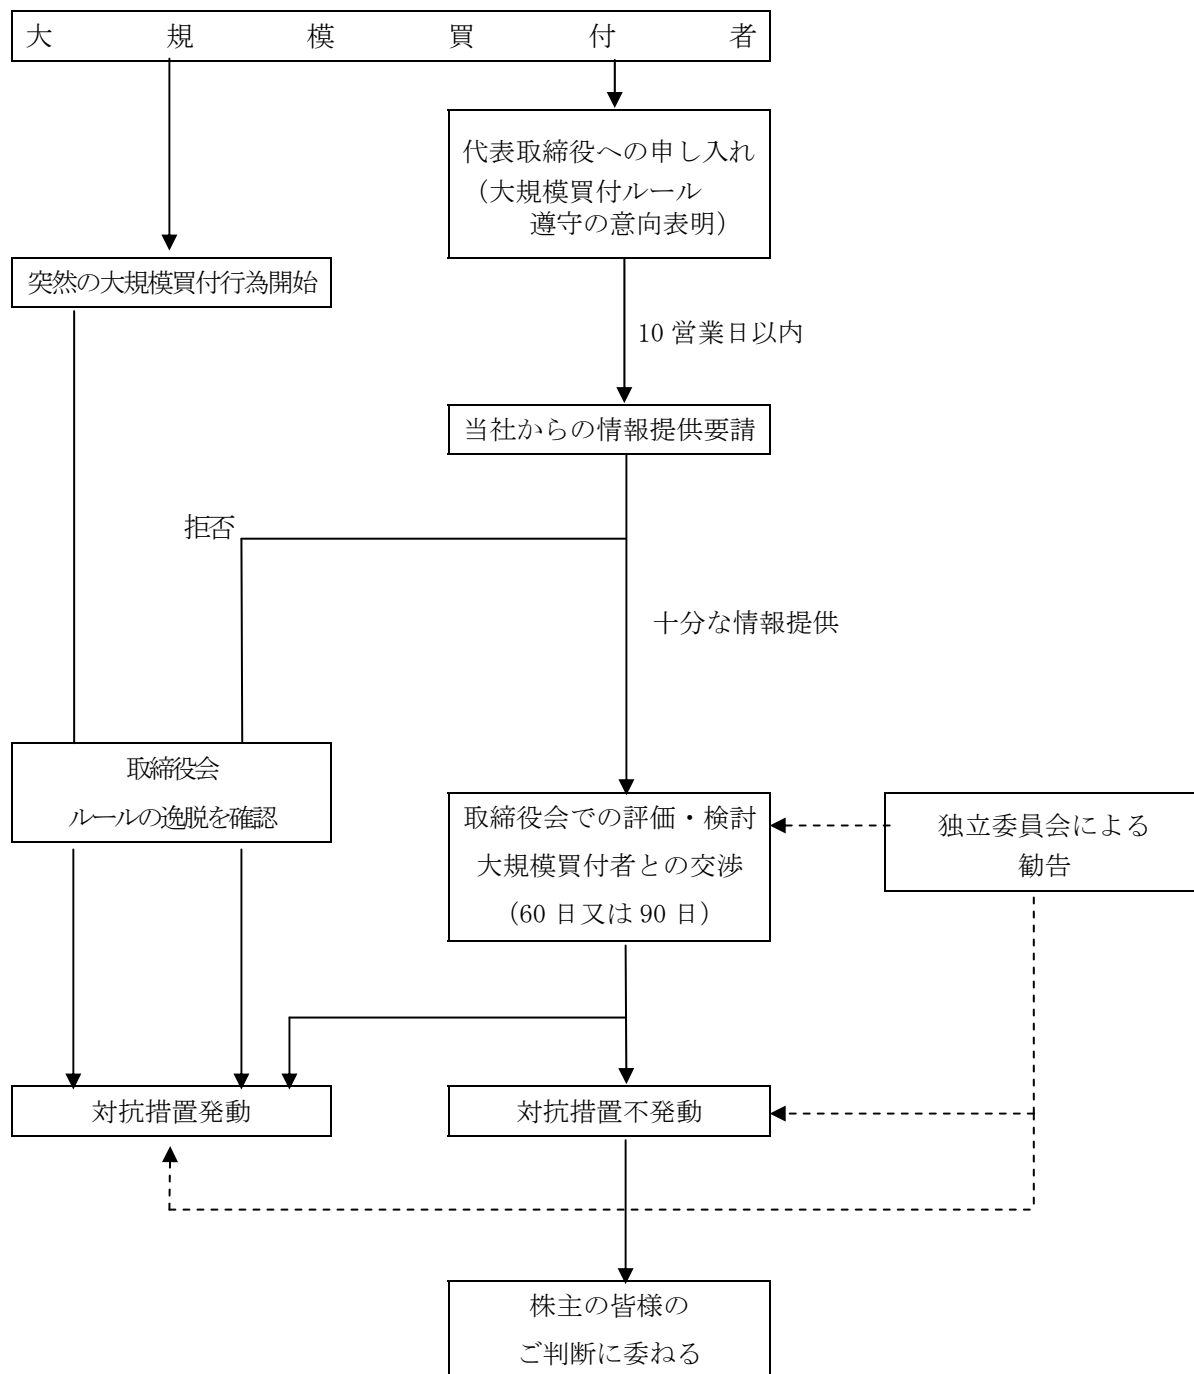 大規模買付者
代表取締役への申し入れ
（大規模買付ルール
遵守の意向表明）
突然の大規模買付行為開始
10 営業日以内
当社からの情報提供要請
拒否
十分な情報提供
取締役会
ルールの逸脱を確認
取締役会での評価・検討
大規模買付者との交渉
（60 日又は 90 日）
独立委員会による
勧告
対抗措置発動
対抗措置不発動
株主の皆様の
ご判断に委ねる